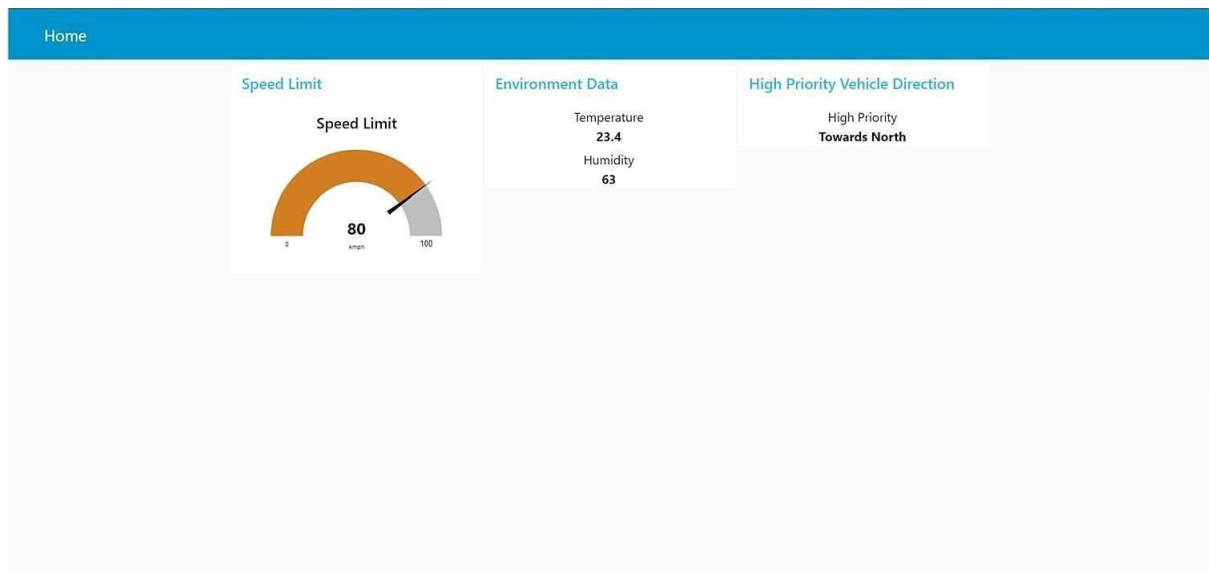 Home
Speed Limit
Speed Limit
80
kmph
0
100
Environment Data
Temperature
23.4
Humidity
63
High Priority Vehicle Direction
High Priority
Towards North